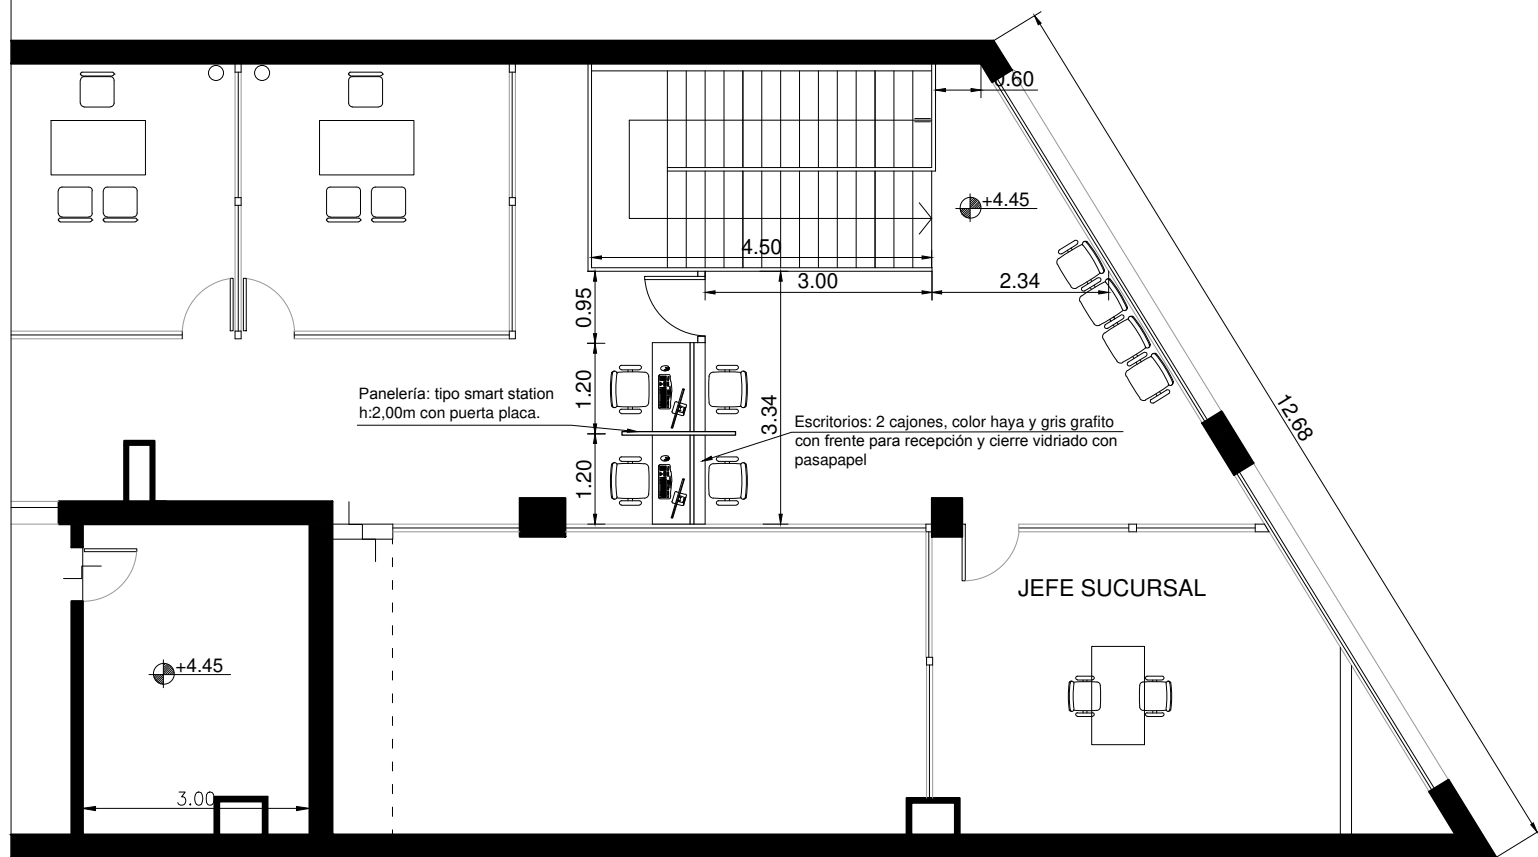 0.60
+4.45
4.50
3.00
2.34
0.95
1.20
3.34
1.20
12.68
Panelería: tipo smart station
h:2,00m con puerta placa.
Escritorios: 2 cajones, color haya y gris grafito
con frente para recepción y cierre vidriado con
pasapapel
JEFE SUCURSAL
+4.45
3.00